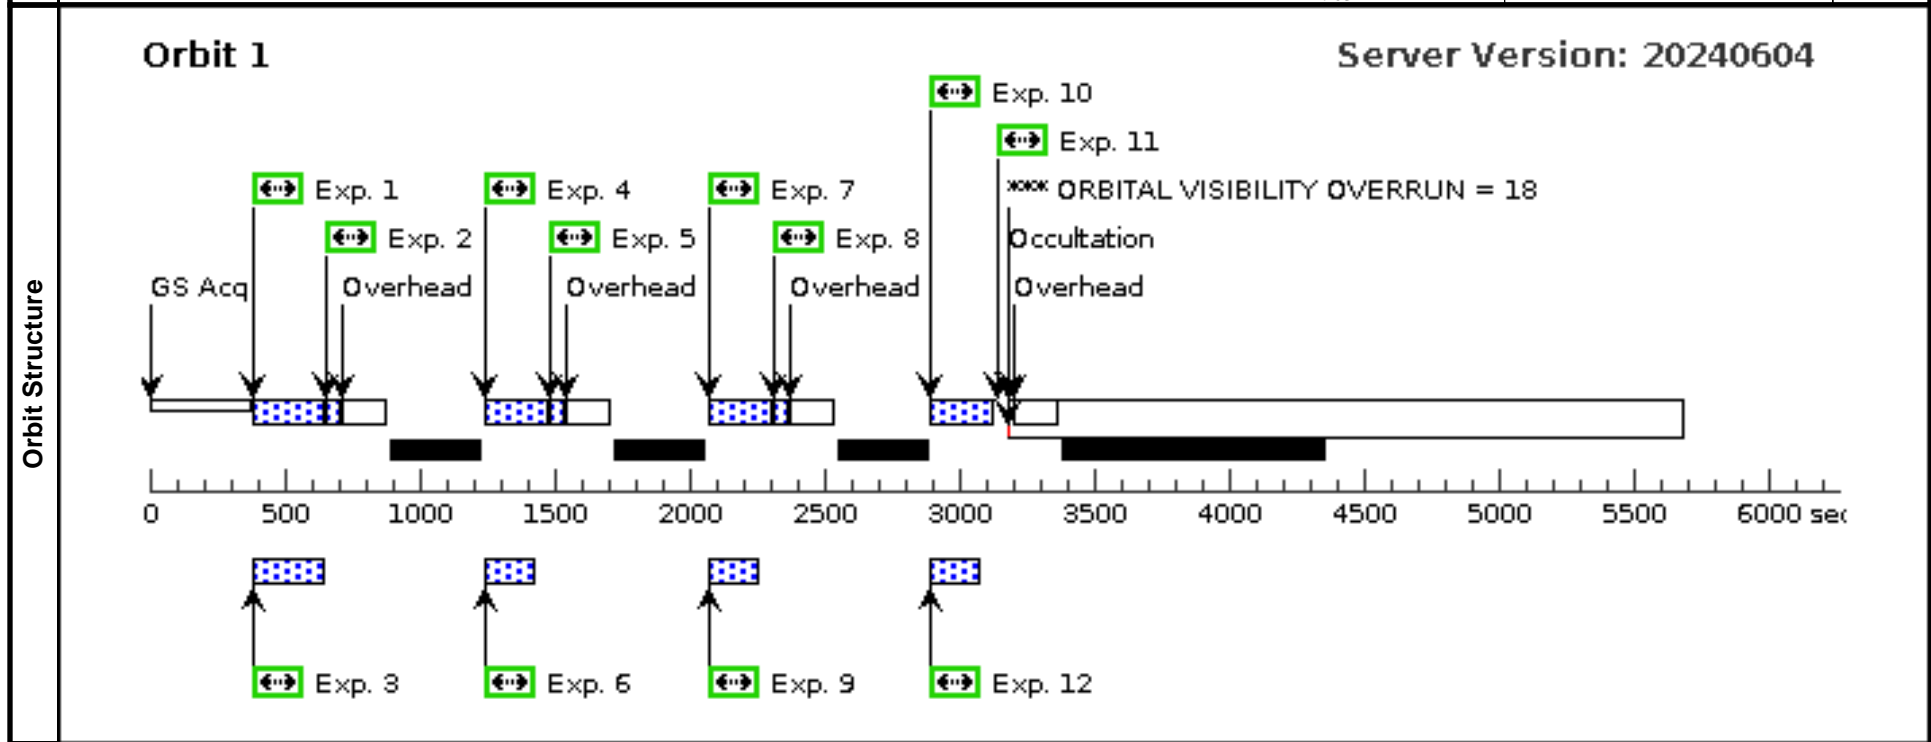 Orbit Structure
Orbit 1 Server Version: 20240604
Exp. 10
Exp. 11
Exp. 1 Exp. 4 Exp. 7 **** ORBITAL VISIBILITY OVERRUN = 18
Exp. 2 Exp. 5 Exp. 8 Occultation
GS Acq Overhead Overhead Overhead Overhead
0 500 1000 1500 2000 2500 3000 3500 4000 4500 5000 5500 6000 sec
Exp. 3 Exp. 6 Exp. 9 Exp. 12